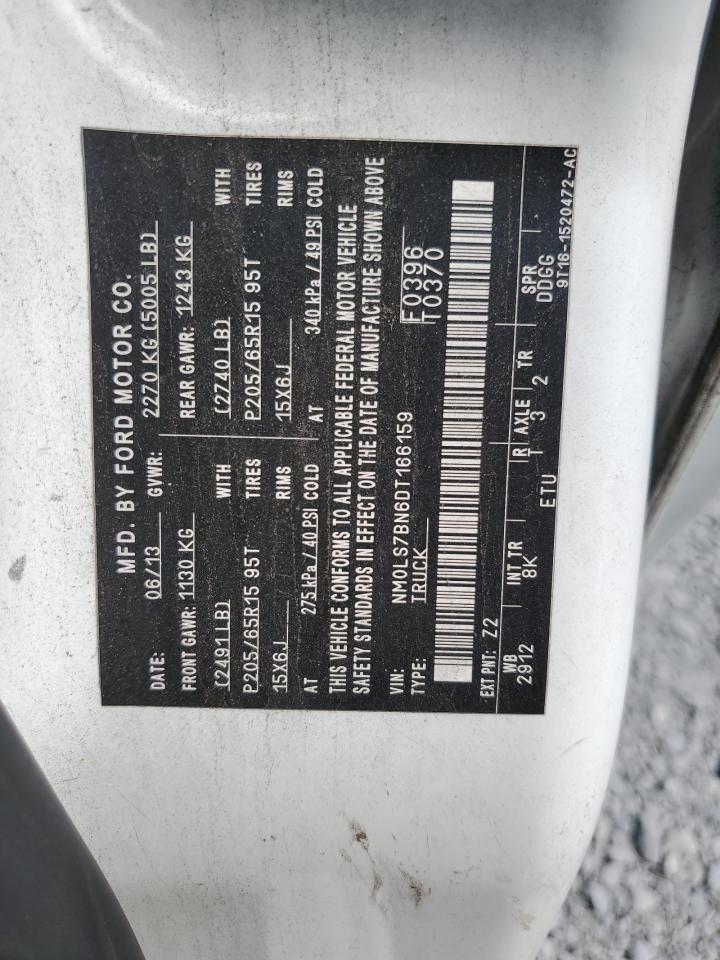 MFD. BY FORD MOTOR CO.
DATE: 06/13 GVWR: 2270 KG (5005 LB)
FRONT GAWR: 1130 KG REAR GAWR: 1243 KG
(2491LB) WITH (2740LB) WITH
P205/65R15 95T TIRES P205/65R15 95T TIRES
15X6J RIMS 15X6J RIMS
AT 275 kPa / 40 PSI COLD AT 340 kPa / 49 PSI COLD
THIS VEHICLE CONFORMS TO ALL APPLICABLE FEDERAL MOTOR VEHICLE
SAFETY STANDARDS IN EFFECT ON THE DATE OF MANUFACTURE SHOWN ABOVE
VIN: NM0LS7BN6DT166159 F0396
TYPE: TRUCK T0370
EXT PNT: Z2
WB INT TR R AXLE TR SPR
2912 8K T 3 2 DDGG
ETU 9T16-1520472-AC